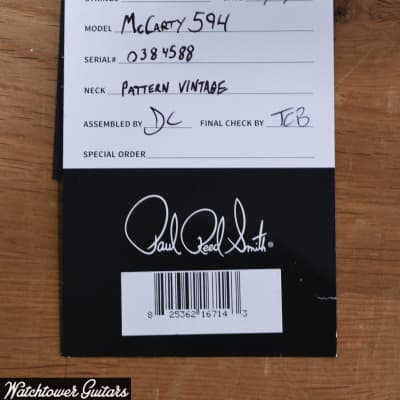 MODEL McCARTY 594
SERIAL# 0384588
NECK PATTERN VINTAGE
ASSEMBLED BY DC FINAL CHECK BY TCB
SPECIAL ORDER
Paul Reed Smith®
8 25362 16714 3
Watchtower Guitars